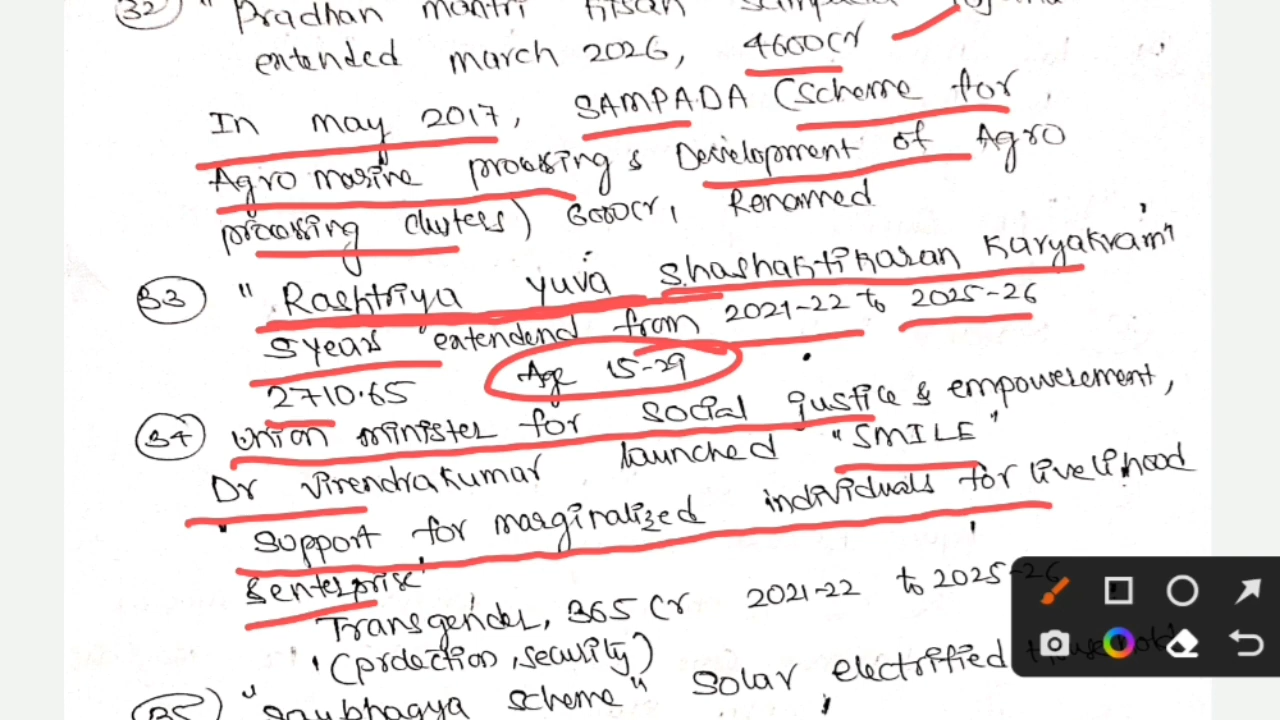 32) "Pradhan mantri Kisan Sampada
extended march 2026, 4600Cr
In may 2017, SAMPADA (Scheme for
Agro marine processing & Development of Agro
processing clusters) 6000Cr, Renamed
33) "Rashtriya yuva Shashaktikaran Karyakram"
5years extendend from 2021-22 to 2025-26
2710.65 Age 15-29
34) Union minister for social justice & empowerement,
Dr Virendrakumar launched "SMILE"
"Support for marginalized individuals for livelihood
& enterprise"
Transgender, 365 Cr 2021-22 to 2025-26
(protection, security)
35) "Saubhagya scheme" Solar electrified household